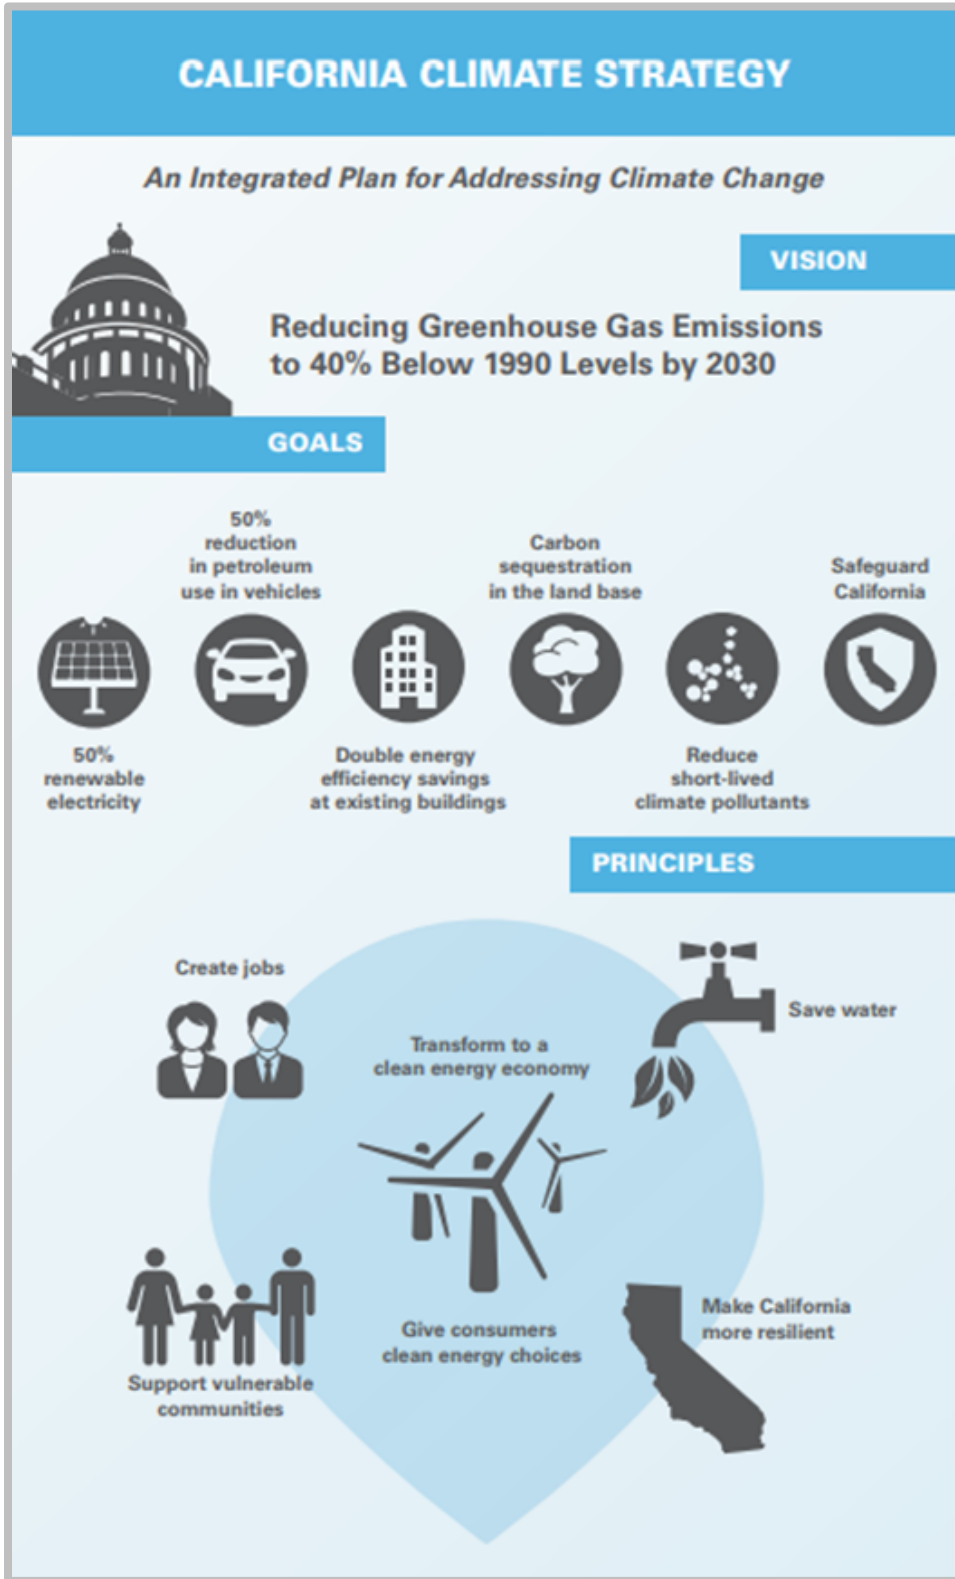 CALIFORNIA CLIMATE STRATEGY
An Integrated Plan for Addressing Climate Change
VISION
Reducing Greenhouse Gas Emissions
to 40% Below 1990 Levels by 2030
GOALS
50%
renewable
electricity
50%
reduction
in petroleum
use in vehicles
Double energy
efficiency savings
at existing buildings
Carbon
sequestration
in the land base
Reduce
short-lived
climate pollutants
Safeguard
California
PRINCIPLES
Create jobs
Transform to a
clean energy economy
Save water
Support vulnerable
communities
Give consumers
clean energy choices
Make California
more resilient